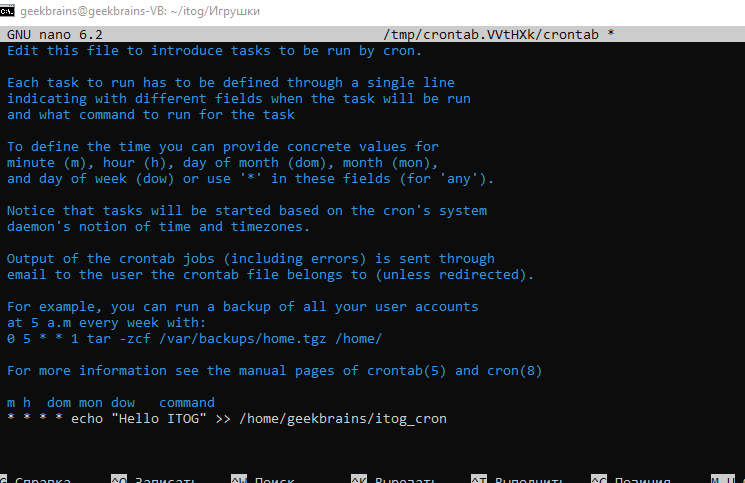 geekbrains@geekbrains-VB: ~/itog/Игрушки
GNU nano 6.2 /tmp/crontab.VVtHXk/crontab *
Edit this file to introduce tasks to be run by cron.
Each task to run has to be defined through a single line
indicating with different fields when the task will be run
and what command to run for the task
To define the time you can provide concrete values for
minute (m), hour (h), day of month (dom), month (mon),
and day of week (dow) or use '*' in these fields (for 'any').
Notice that tasks will be started based on the cron's system
daemon's notion of time and timezones.
Output of the crontab jobs (including errors) is sent through
email to the user the crontab file belongs to (unless redirected).
For example, you can run a backup of all your user accounts
at 5 a.m every week with:
0 5 * * 1 tar -zcf /var/backups/home.tgz /home/
For more information see the manual pages of crontab(5) and cron(8)
m h  dom mon dow   command
* * * * echo "Hello ITOG" >> /home/geekbrains/itog_cron
Справка ^O Записать ^W Поиск ^K Вырезать Выполнить ^C Позиция M-U